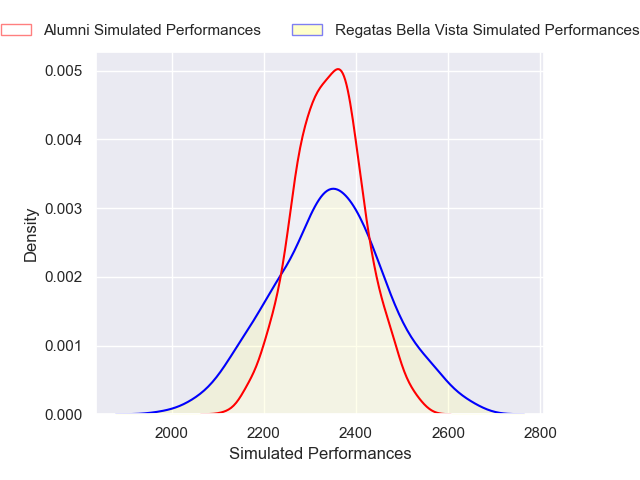 Alumni Simulated Performances
Regatas Bella Vista Simulated Performances
0.005
0.004
0.003
0.002
0.001
0.000
Density
2000
2200
2400
2600
2800
Simulated Performances